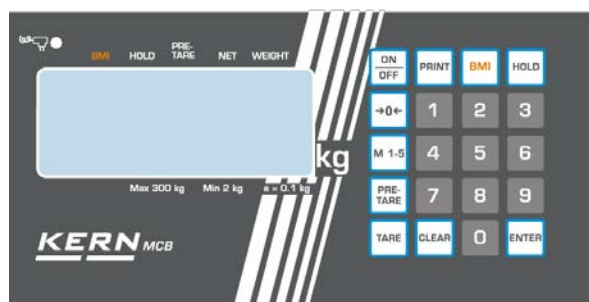 BMI HOLD PRE-TARE NET WEIGHT
kg
Max 300 kg Min 2 kg e = 0.1 kg
KERN MCB
ON OFF PRINT BMI HOLD
→0← 1 2 3
M 1-5 4 5 6
PRE-TARE 7 8 9
TARE CLEAR 0 ENTER